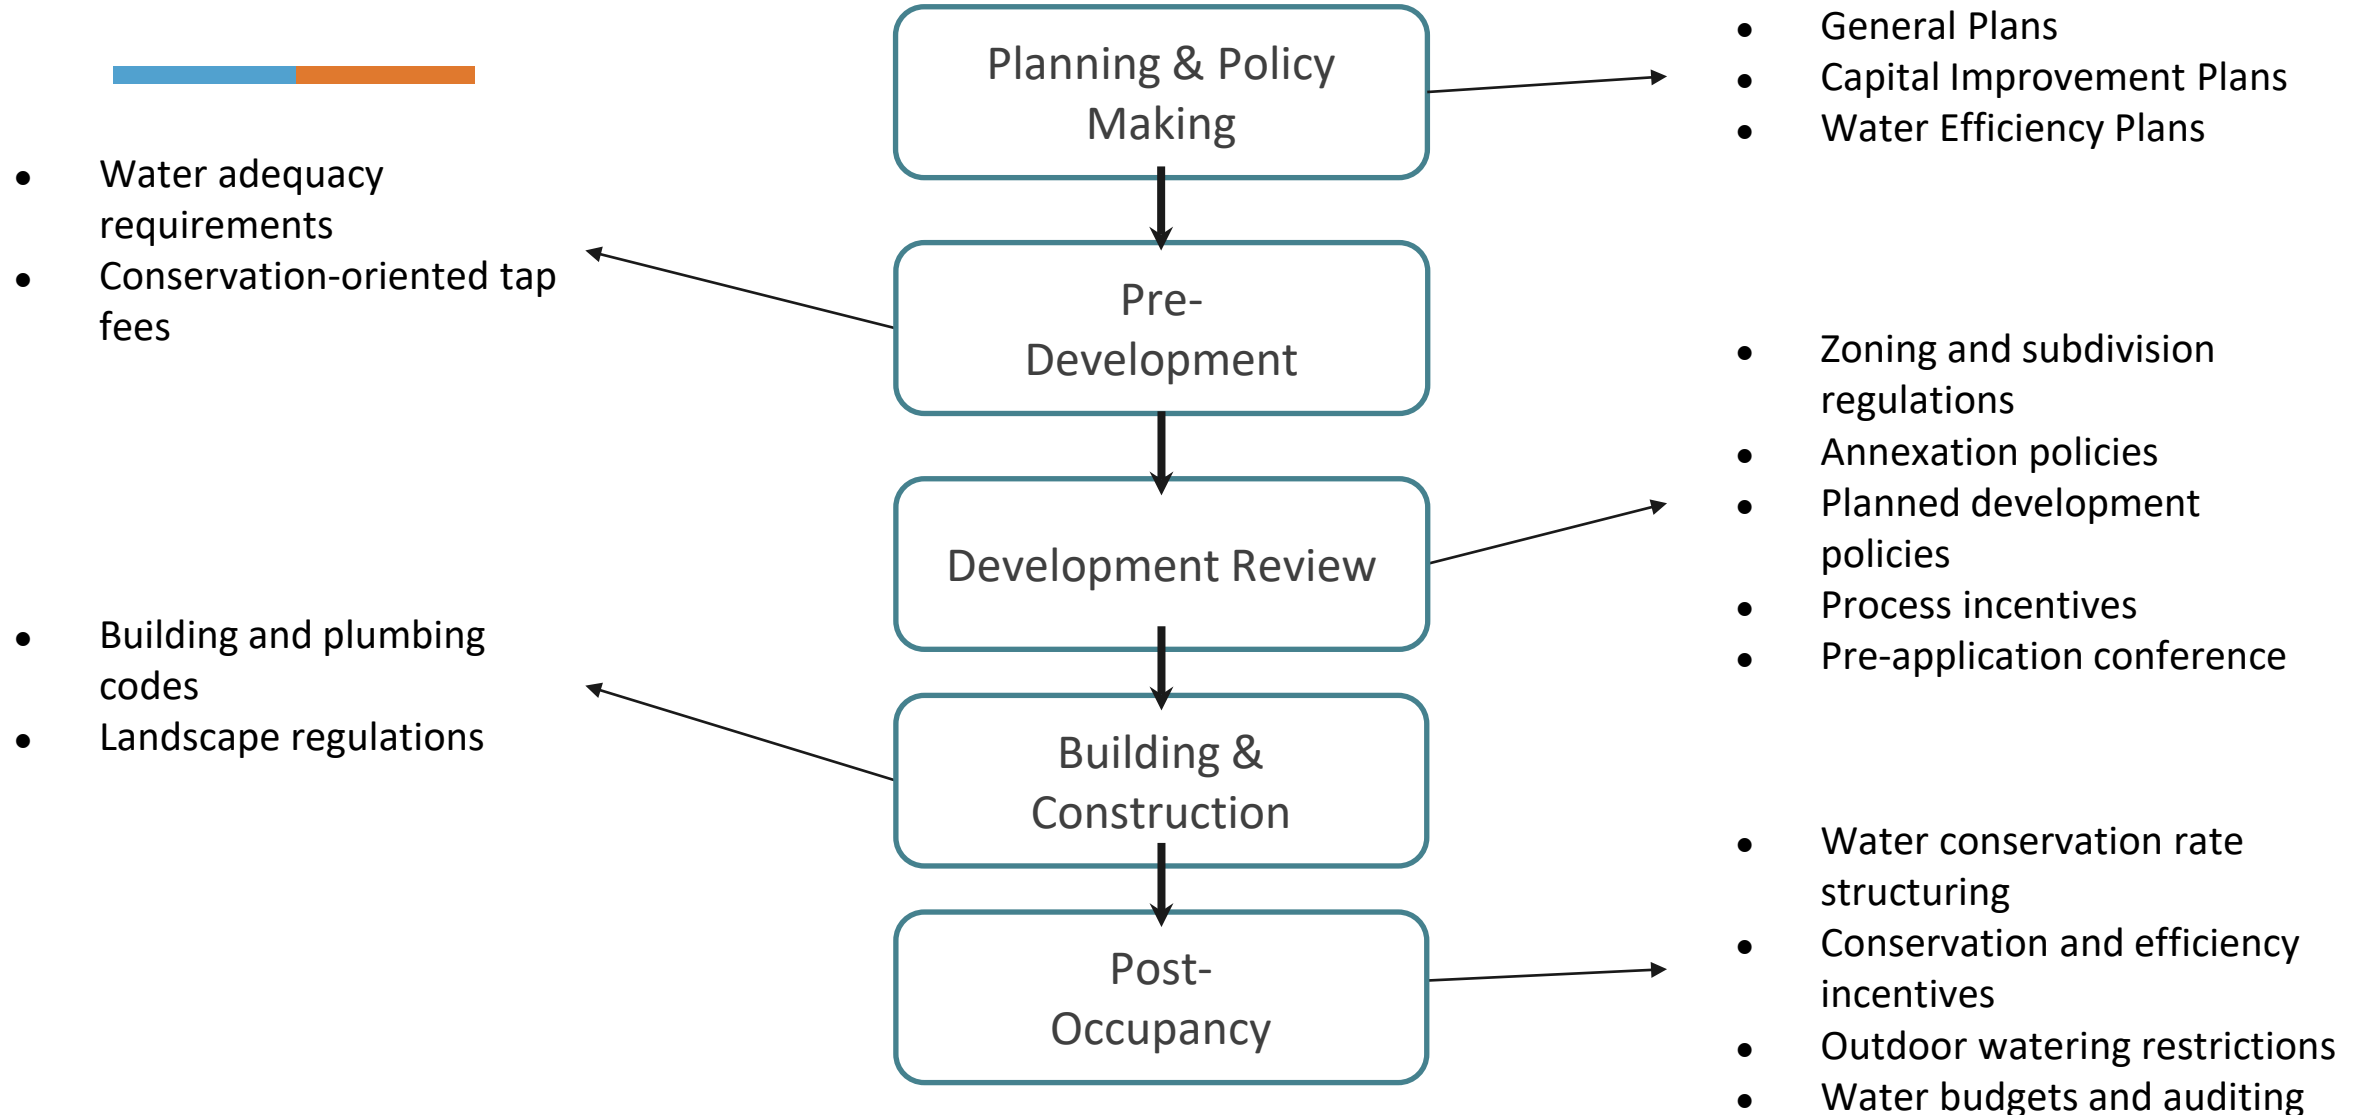 Planning & Policy
Making
• General Plans
• Capital Improvement Plans
• Water Efficiency Plans
• Water adequacy
requirements
• Conservation-oriented tap
fees
Pre-
Development
Development Review
• Zoning and subdivision
regulations
• Annexation policies
• Planned development
policies
• Process incentives
• Pre-application conference
• Building and plumbing
codes
• Landscape regulations
Building &
Construction
Post-
Occupancy
• Water conservation rate
structuring
• Conservation and efficiency
incentives
• Outdoor watering restrictions
• Water budgets and auditing